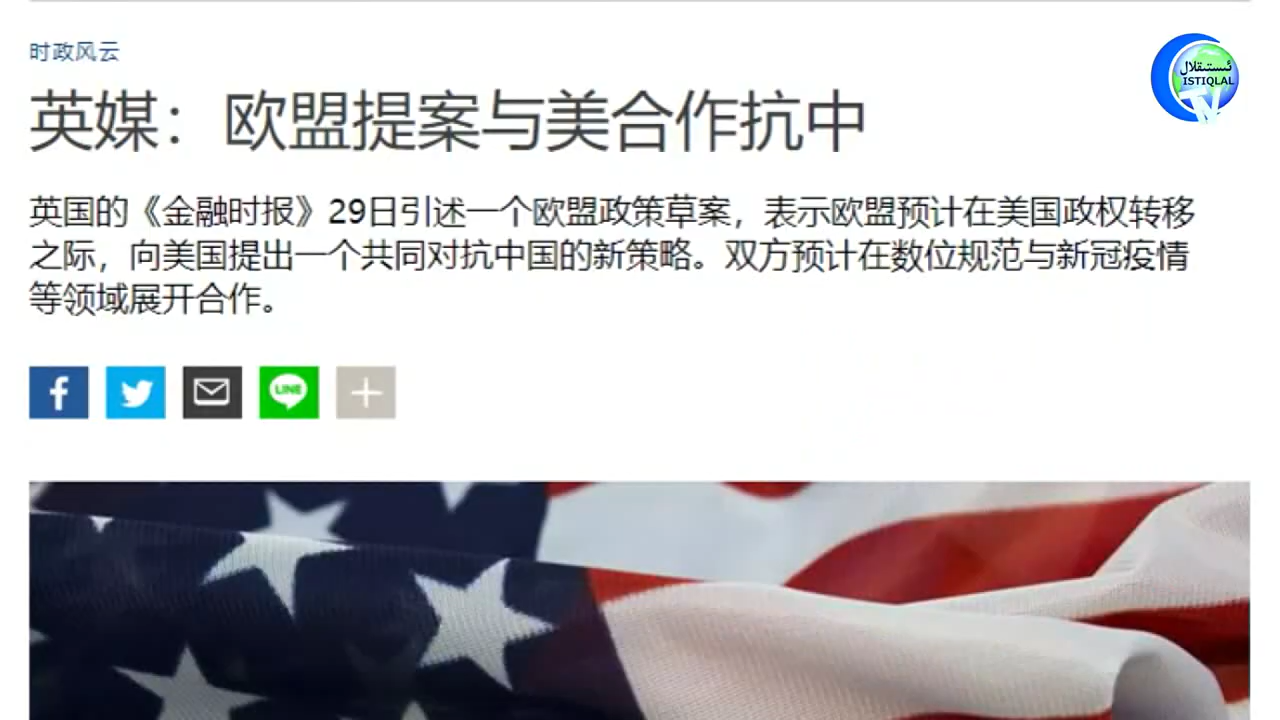 时政风云
ئىستىقلال
ISTIQLAL
TV
英媒：欧盟提案与美合作抗中
英国的《金融时报》29日引述一个欧盟政策草案，表示欧盟预计在美国政权转移
之际，向美国提出一个共同对抗中国的新策略。双方预计在数位规范与新冠疫情
等领域展开合作。
LINE